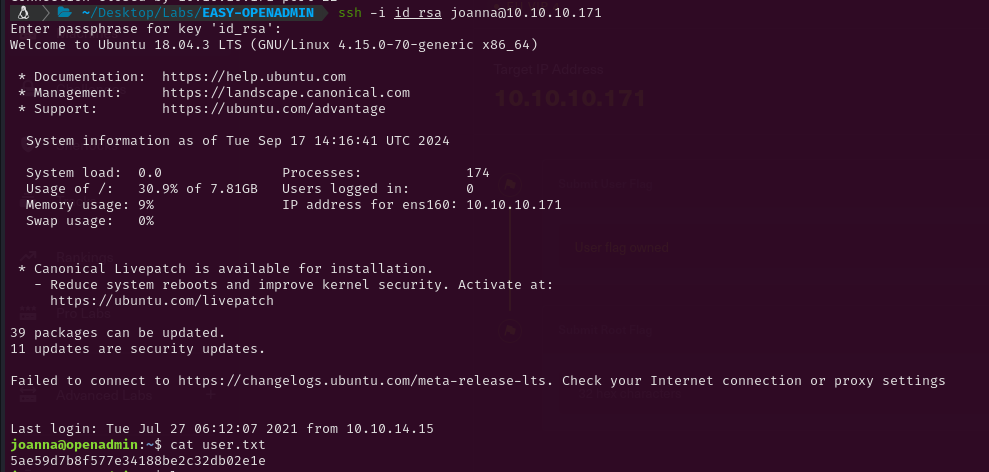 ~/Desktop/Labs/EASY-OPENADMIN ssh -i id_rsa joanna@10.10.10.171
Enter passphrase for key 'id_rsa':
Welcome to Ubuntu 18.04.3 LTS (GNU/Linux 4.15.0-70-generic x86_64)
* Documentation: https://help.ubuntu.com
* Management: https://landscape.canonical.com
* Support: https://ubuntu.com/advantage
Target IP Address
10.10.10.171
System information as of Tue Sep 17 14:16:41 UTC 2024
System load: 0.0 Processes: 174
Usage of /: 30.9% of 7.81GB Users logged in: 0
Memory usage: 9% IP address for ens160: 10.10.10.171
Swap usage: 0%
User flag owned
Rankings
* Canonical Livepatch is available for installation.
- Reduce system reboots and improve kernel security. Activate at:
https://ubuntu.com/livepatch
Pro Labs
39 packages can be updated.
11 updates are security updates.
Failed to connect to https://changelogs.ubuntu.com/meta-release-lts. Check your Internet connection or proxy settings
Advanced Labs
Last login: Tue Jul 27 06:12:07 2021 from 10.10.14.15
joanna@openadmin:~$ cat user.txt
5ae59d7b8f577e34188be2c32db02e1e